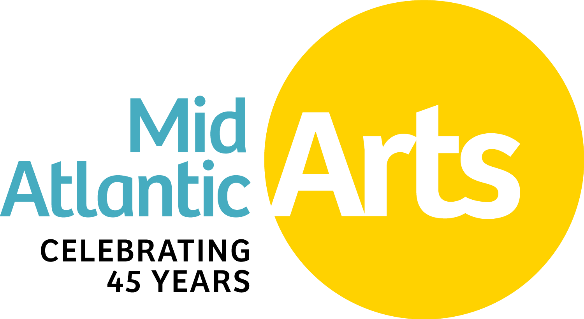 Mid
Atlantic Arts
CELEBRATING
45 YEARS